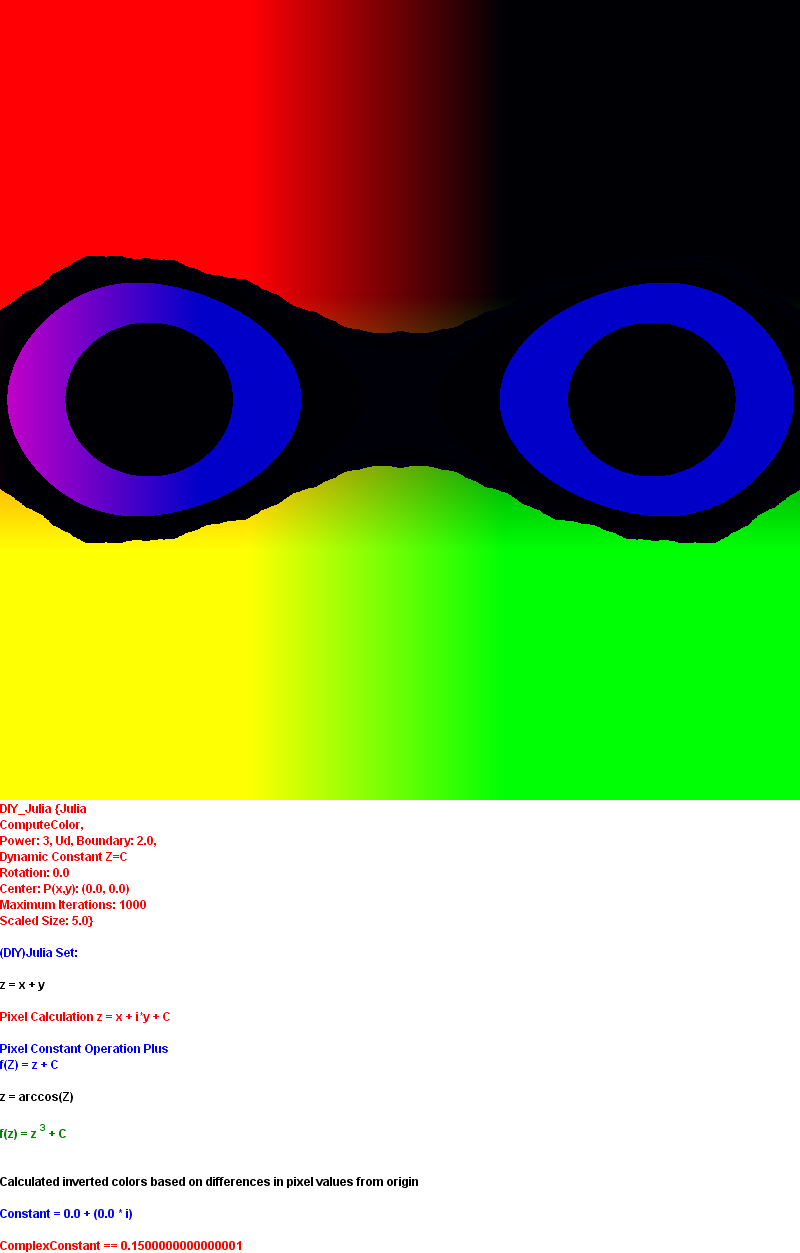 DIY_Julia {Julia
ComputeColor,
Power: 3, Ud, Boundary: 2.0,
Dynamic Constant Z=C
Rotation: 0.0
Center: P(x,y): (0.0, 0.0)
Maximum Iterations: 1000
Scaled Size: 5.0}
(DIY)Julia Set:
z = x + y
Pixel Calculation z = x + i*y + C
Pixel Constant Operation Plus
f(Z) = z + C
z = arccos(Z)
f(z) = z 3 + C
Calculated inverted colors based on differences in pixel values from origin
Constant = 0.0 + (0.0 * i)
ComplexConstant == 0.1500000000000001